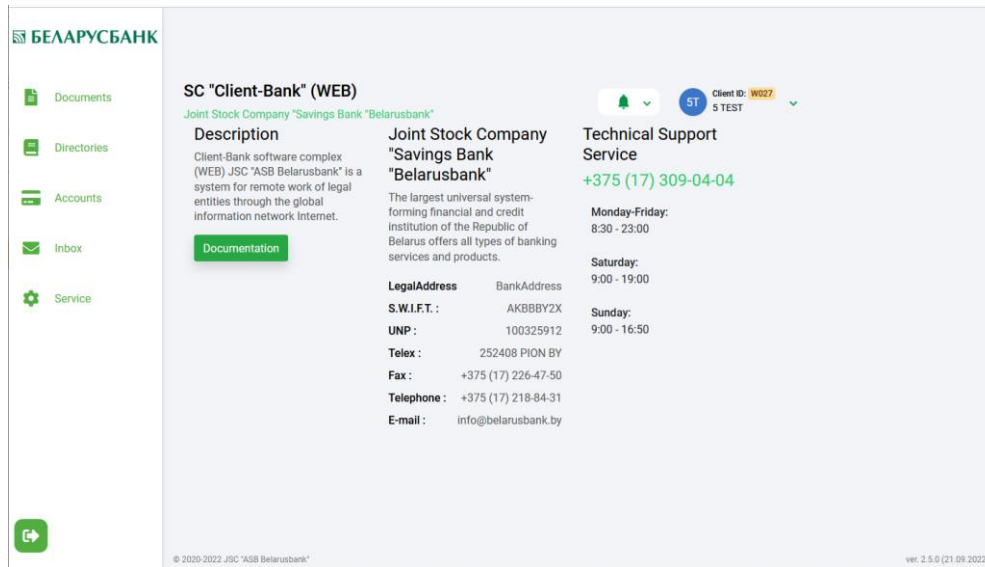 БЕЛАРУСБАНК
Documents
Directories
Accounts
Inbox
Service
SC "Client-Bank" (WEB)
Joint Stock Company "Savings Bank "Belarusbank"
5T
Client ID: W027
5 TEST
Description
Client-Bank software complex
(WEB) JSC "ASB Belarusbank" is a
system for remote work of legal
entities through the global
information network Internet.
Documentation
Joint Stock Company
"Savings Bank
"Belarusbank"
The largest universal system-
forming financial and credit
institution of the Republic of
Belarus offers all types of banking
services and products.
LegalAddress BankAddress
S.W.I.F.T. : AKBBBY2X
UNP : 100325912
Telex : 252408 PION BY
Fax : +375 (17) 226-47-50
Telephone : +375 (17) 218-84-31
E-mail : info@belarusbank.by
Technical Support
Service
+375 (17) 309-04-04
Monday-Friday:
8:30 - 23:00
Saturday:
9:00 - 19:00
Sunday:
9:00 - 16:50
© 2020-2022 JSC "ASB Belarusbank"
ver. 2.5.0 (21.09.2022